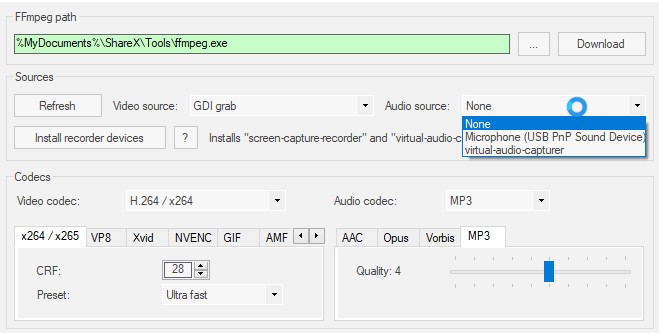 FFmpeg path
%MyDocuments%\ShareX\Tools\ffmpeg.exe ... Download
Sources
Refresh Video source: GDI grab Audio source: None
None
Install recorder devices ? Installs "screen-capture-recorder" and "virtual-audio-c
Microphone (USB PnP Sound Device)
virtual-audio-capturer
Codecs
Video codec: H.264 / x264 Audio codec: MP3
x264 / x265 VP8 Xvid NVENC GIF AMF AAC Opus Vorbis MP3
CRF: 28 Quality: 4
Preset: Ultra fast